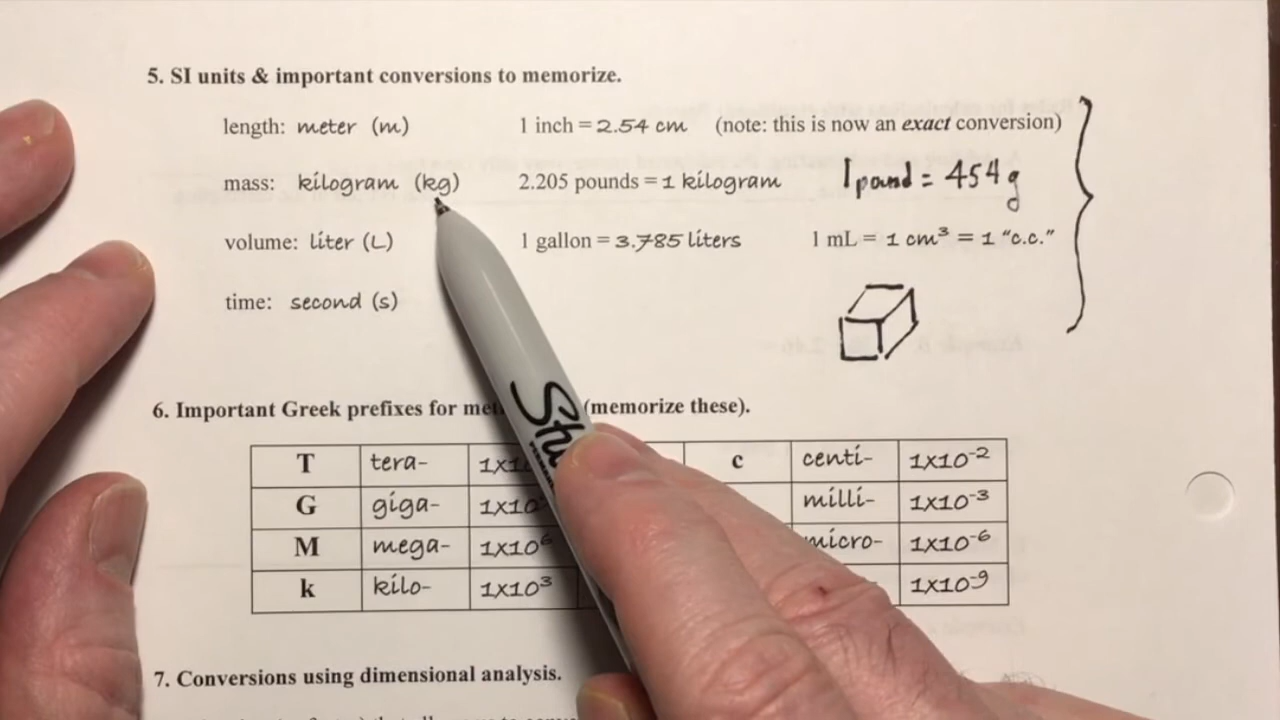 5. SI units & important conversions to memorize.
length: meter (m) 1 inch = 2.54 cm (note: this is now an exact conversion)
mass: kilogram (kg) 2.205 pounds = 1 kilogram 1 pound = 454 g
volume: liter (L) 1 gallon = 3.785 liters 1 mL = 1 cm³ = 1 "c.c."
time: second (s)
6. Important Greek prefixes for (memorize these).
T tera- c centi- 1X10⁻²
G giga- milli- 1X10⁻³
M mega- 1X10⁶ micro- 1X10⁻⁶
k kilo- 1X10³ 1X10⁻⁹
7. Conversions using dimensional analysis.